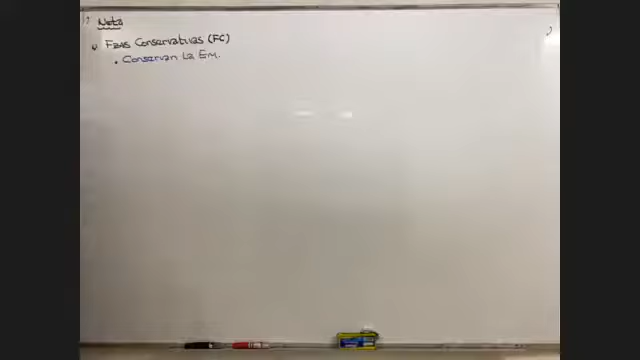 Nota
Fzas Conservativas (FC)
• Conservan La Em.